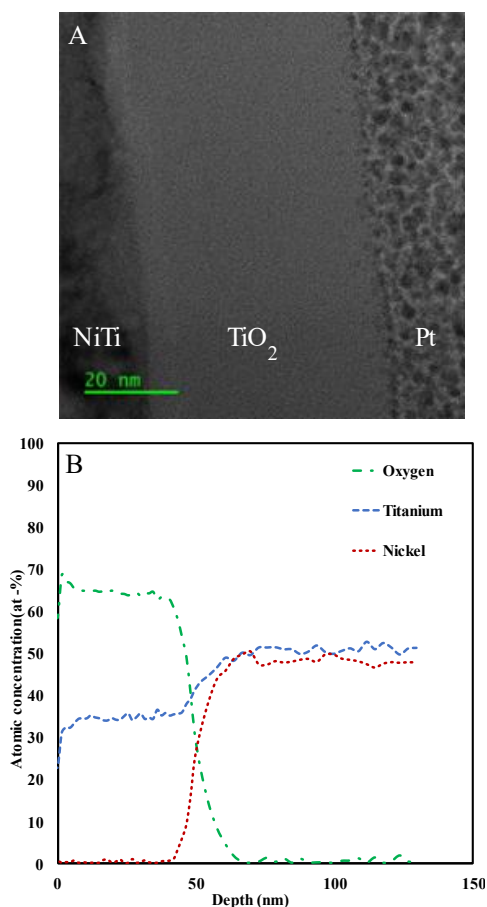 A
NiTi
TiO2
Pt
20 nm
B
Atomic concentration(at -%)
100
90
80
70
60
50
40
30
20
10
0
Oxygen
Titanium
Nickel
0
50
100
150
Depth (nm)